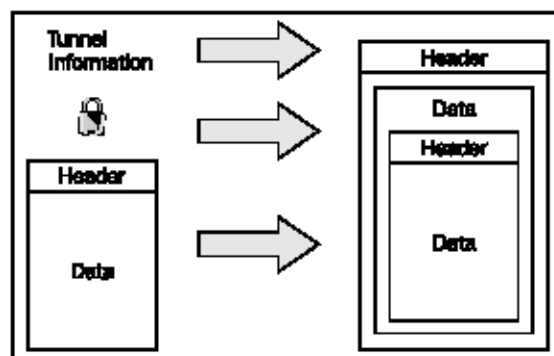 Tunnel
Information
Header
Data
Header
Data
Header
Data